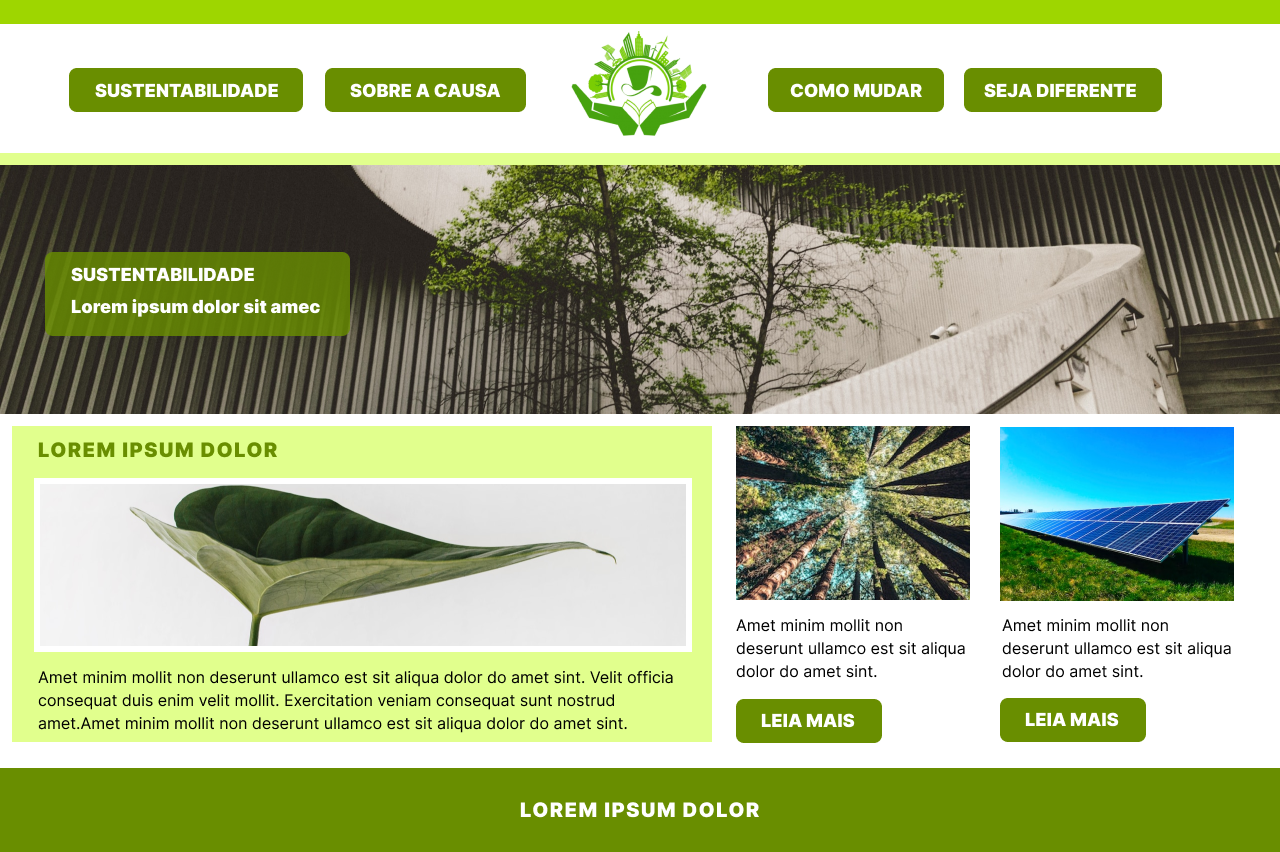 SUSTENTABILIDADE
SOBRE A CAUSA
COMO MUDAR
SEJA DIFERENTE
SUSTENTABILIDADE
Lorem ipsum dolor sit amec
LOREM IPSUM DOLOR
Amet minim mollit non deserunt ullamco est sit aliqua dolor do amet sint. Velit officia
consequat duis enim velit mollit. Exercitation veniam consequat sunt nostrud
amet.Amet minim mollit non deserunt ullamco est sit aliqua dolor do amet sint.
Amet minim mollit non
deserunt ullamco est sit aliqua
dolor do amet sint.
LEIA MAIS
Amet minim mollit non
deserunt ullamco est sit aliqua
dolor do amet sint.
LEIA MAIS
LOREM IPSUM DOLOR